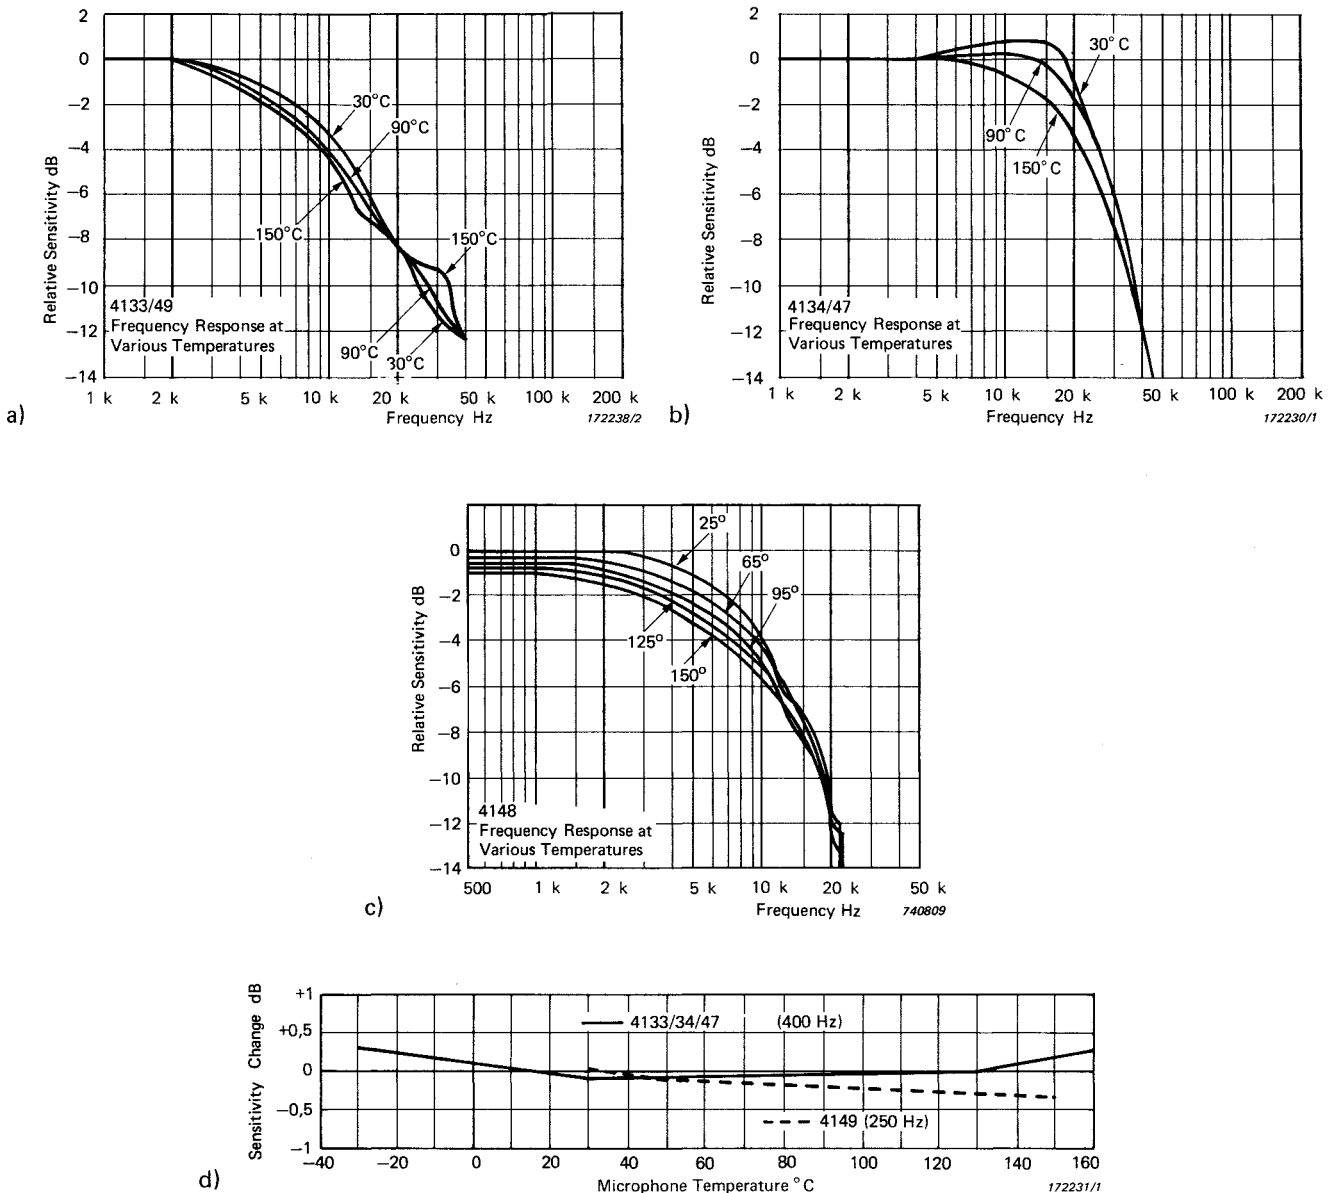 2
0
−2
−4
−6
−8
−10
−12
−14
Relative Sensitivity dB
30°C
90°C
150°C
150°C
90°C
30°C
4133/49
Frequency Response at
Various Temperatures
1 k 2 k 5 k 10 k 20 k 50 k 100 k 200 k
Frequency Hz
172238/2
a)
2
0
−2
−4
−6
−8
−10
−12
−14
Relative Sensitivity dB
30°C
90°C
150°C
4134/47
Frequency Response at
Various Temperatures
1 k 2 k 5 k 10 k 20 k 50 k 100 k 200 k
Frequency Hz
172230/1
b)
0
−2
−4
−6
−8
−10
−12
−14
Relative Sensitivity dB
25°
65°
95°
125°
150°
4148
Frequency Response at
Various Temperatures
500 1 k 2 k 5 k 10 k 20 k 50 k
Frequency Hz
740809
c)
+1
+0,5
0
−0,5
−1
Sensitivity Change dB
4133/34/47 (400 Hz)
4149 (250 Hz)
−40 −20 0 20 40 60 80 100 120 140 160
Microphone Temperature °C
172231/1
d)